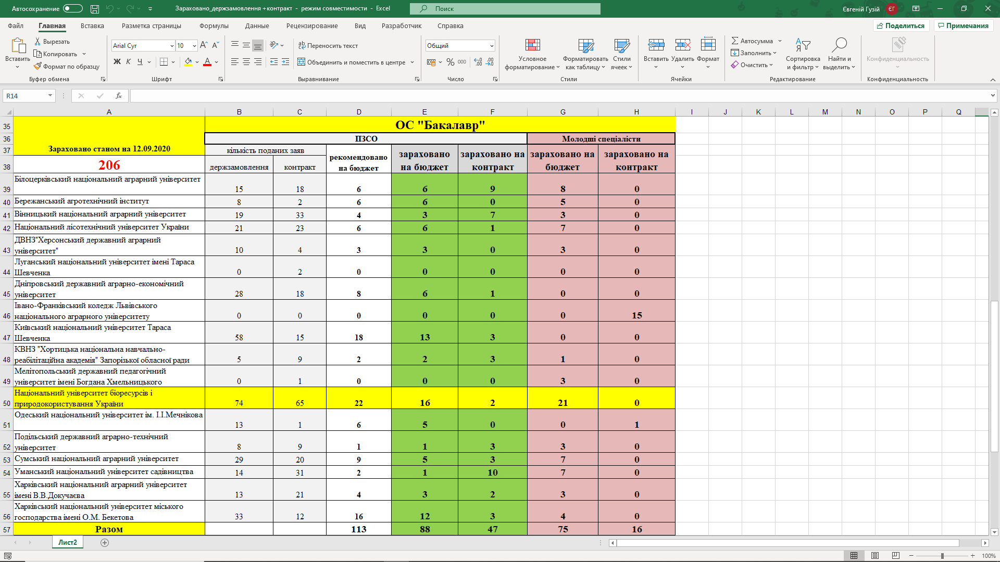 Автосохранение
Зараховано_держзамовлення +контракт  -  режим совместимости  -  Excel
Поиск
Євгеній Гузій
ЄГ
Файл Главная Вставка Разметка страницы Формулы Данные Рецензирование Вид Разработчик Справка
Поделиться Примечания
Вставить
Вырезать
Копировать
Формат по образцу
Буфер обмена
Arial Cyr 10
Ж К Ч
Шрифт
Переносить текст
Объединить и поместить в центре
Выравнивание
Общий
% 000
Число
Условное форматирование
Форматировать как таблицу
Стили ячеек
Стили
Вставить Удалить Формат
Ячейки
Автосумма
Заполнить
Очистить
Сортировка и фильтр
Найти и выделить
Редактирование
Конфиденциальность
Конфиденциальность
R14
fx
A B C D E F G H I J K L M N O P Q
35 ОС "Бакалавр"
36 ПЗСО Молодші спеціалісти
37 Зараховано станом на 12.09.2020 кількість поданих заяв рекомендовано на бюджет зараховано на бюджет зараховано на контракт зараховано на бюджет зараховано на контракт
38 206 держзамовлення контракт
39 Білоцерківський національний аграрний університет 15 18 6 6 9 8 0
40 Бережанський агротехнічний інститут 8 2 6 6 0 5 0
41 Вінницький національний аграрний університет 19 33 4 3 7 3 0
42 Національний лісотехнічний університет України 21 23 6 6 1 7 0
43 ДВНЗ"Херсонський державний аграрний університет" 10 4 3 3 0 3 0
44 Луганський національний університет імені Тараса Шевченка 0 2 0 0 0 0 0
45 Дніпровський державний аграрно-економічний університет 28 18 8 6 1 0 0
46 Івано-Франківський коледж Львівського національного аграрного університету 0 0 0 0 0 0 15
47 Київський національний університет Тараса Шевченка 58 15 18 13 3 0 0
48 КВНЗ "Хортицька національна навчально-реабілітаційна академія" Запорізької обласної ради 5 9 2 2 3 1 0
49 Мелітопольський державний педагогічний університет імені Богдана Хмельницького 0 1 0 0 0 3 0
50 Національний університет біоресурсів і природокористування України 74 65 22 16 2 21 0
51 Одеський національний університет ім. І.І.Мечнікова 13 1 6 5 0 0 1
52 Подільський державний аграрно-технічний університет 8 9 1 1 3 3 0
53 Сумський національний аграрний університет 29 20 9 5 3 7 0
54 Уманський національний університет садівництва 14 31 2 1 10 7 0
55 Харківський національний аграрний університет імені В.В.Докучаєва 13 21 4 3 2 3 0
56 Харківський національний університет міського господарства імені О.М. Бекетова 33 12 16 12 3 4 0
57 Разом 113 88 47 75 16
Лист2
100%